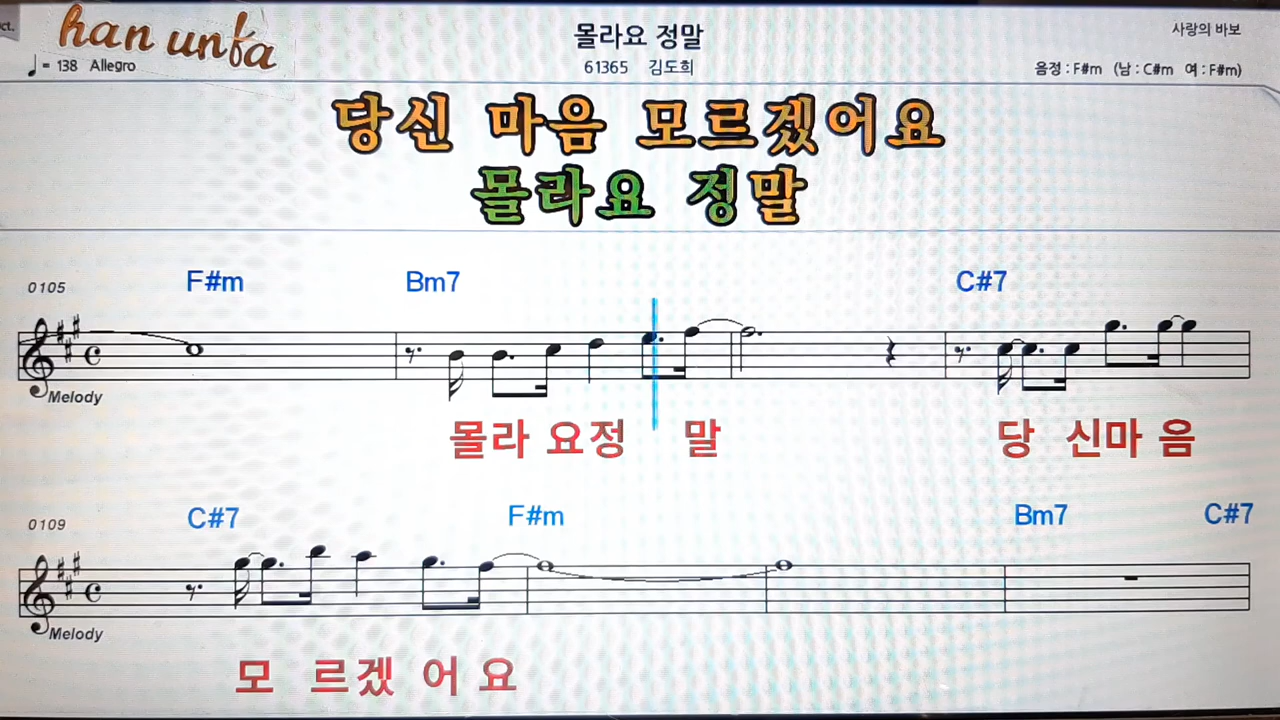 ct.
han unfa
몰라요 정말
사랑의 바보
♩= 138 Allegro
61365 김도희
음정 : F#m (남 : C#m 여 : F#m)
당신 마음 모르겠어요
몰라요 정말
0105 F#m Bm7 C#7
Melody
몰라 요정 말 당 신마 음
0109 C#7 F#m Bm7 C#7
Melody
모 르겠 어 요